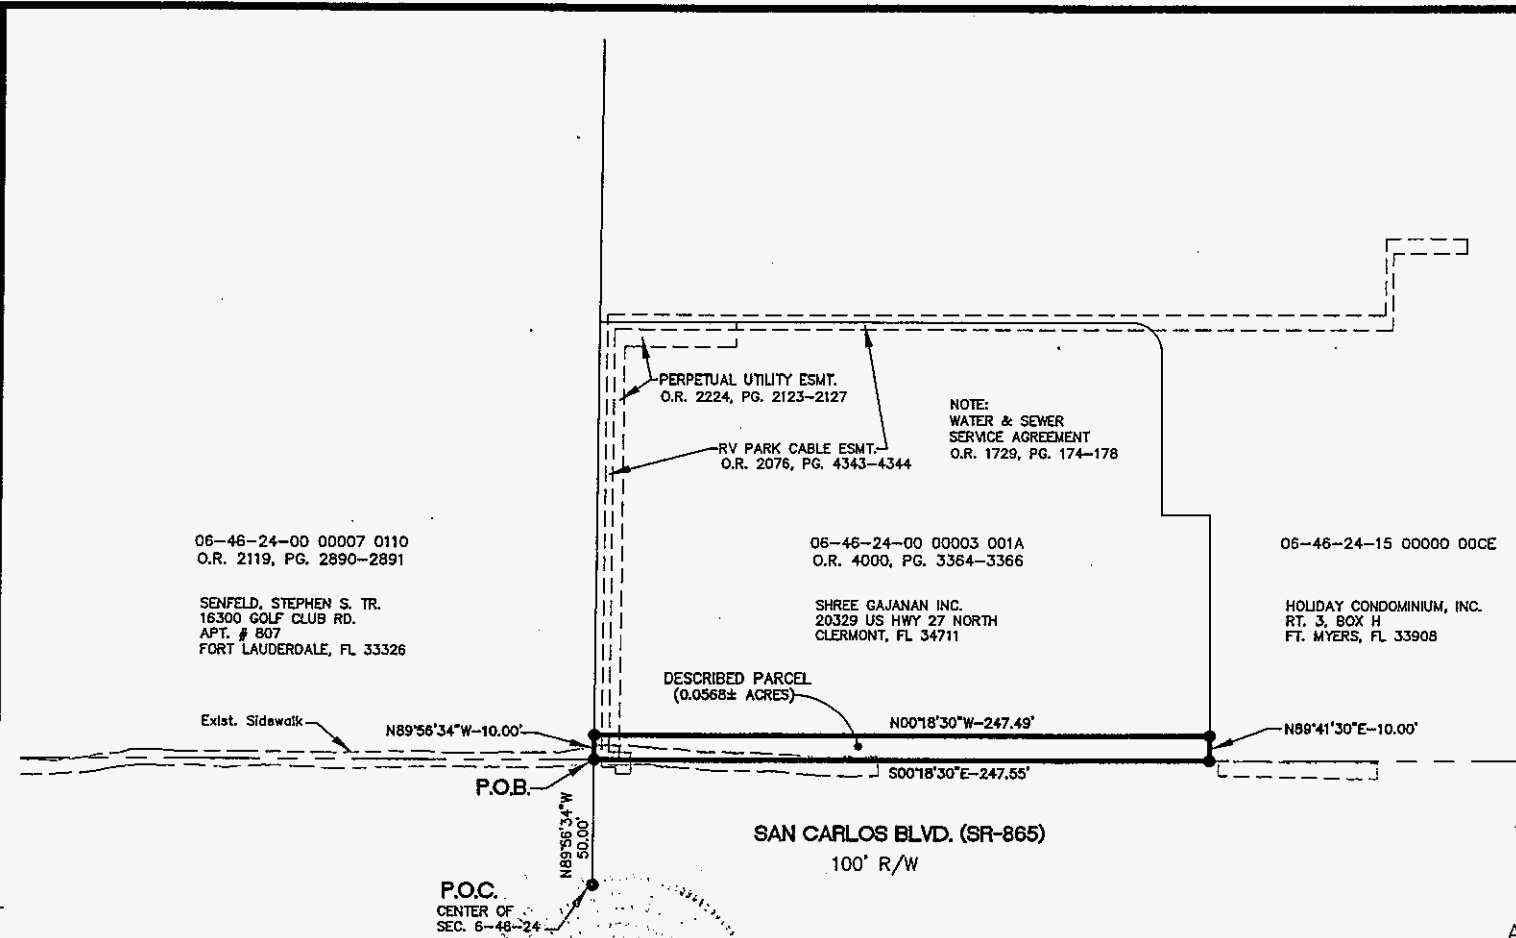 PERPETUAL UTILITY ESMT.
O.R. 2224, PG. 2123-2127
NOTE:
WATER & SEWER
SERVICE AGREEMENT
O.R. 1729, PG. 174-178
RV PARK CABLE ESMT.
O.R. 2076, PG. 4343-4344
06-46-24-00 00007 0110
O.R. 2119, PG. 2890-2891
SENFELD, STEPHEN S. TR.
16300 GOLF CLUB RD.
APT. # 807
FORT LAUDERDALE, FL 33326
06-46-24-00 00003 001A
O.R. 4000, PG. 3364-3366
SHREE GAJANAN INC.
20329 US HWY 27 NORTH
CLERMONT, FL 34711
06-46-24-15 00000 00CE
HOLIDAY CONDOMINIUM, INC.
RT. 3, BOX H
FT. MYERS, FL 33908
DESCRIBED PARCEL
(0.0568± ACRES)
Exist. Sidewalk
N89°56'34"W-10.00'
N00°18'30"W-247.49'
N89°41'30"E-10.00'
S00°18'30"E-247.55'
P.O.B.
N89°56'34"W
50.00'
SAN CARLOS BLVD. (SR-865)
100' R/W
P.O.C.
CENTER OF
SEC. 6-46-24